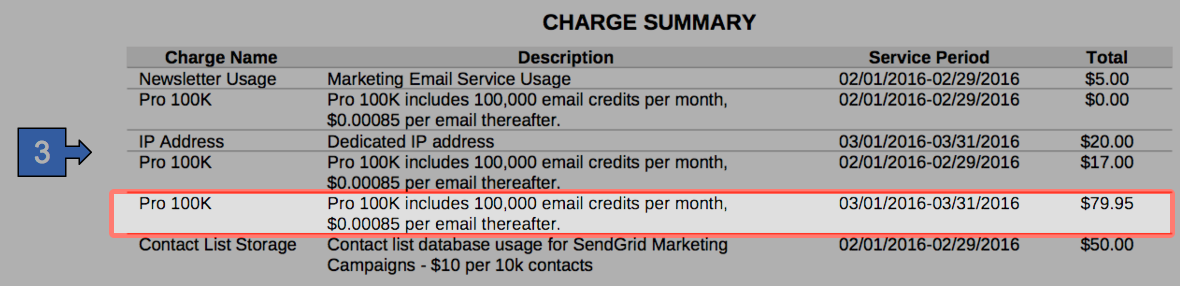 CHARGE SUMMARY
Charge Name Description Service Period Total
Newsletter Usage Marketing Email Service Usage 02/01/2016-02/29/2016 $5.00
Pro 100K Pro 100K includes 100,000 email credits per month, 02/01/2016-02/29/2016 $0.00
$0.00085 per email thereafter.
3
IP Address Dedicated IP address 03/01/2016-03/31/2016 $20.00
Pro 100K Pro 100K includes 100,000 email credits per month, 02/01/2016-02/29/2016 $17.00
$0.00085 per email thereafter.
Pro 100K Pro 100K includes 100,000 email credits per month, 03/01/2016-03/31/2016 $79.95
$0.00085 per email thereafter.
Contact List Storage Contact list database usage for SendGrid Marketing 02/01/2016-02/29/2016 $50.00
Campaigns - $10 per 10k contacts